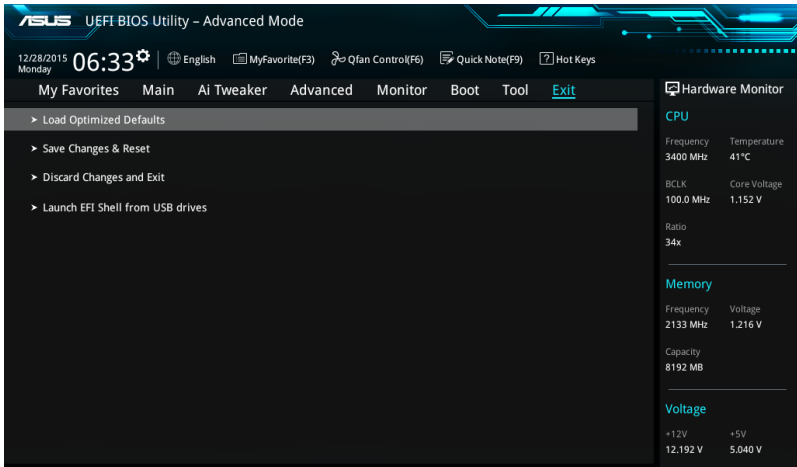 ASUS UEFI BIOS Utility – Advanced Mode
12/28/2015
Monday
06:33
English MyFavorite(F3) Qfan Control(F6) Quick Note(F9) ? Hot Keys
My Favorites Main Ai Tweaker Advanced Monitor Boot Tool Exit
> Load Optimized Defaults
> Save Changes & Reset
> Discard Changes and Exit
> Launch EFI Shell from USB drives
Hardware Monitor
CPU
Frequency Temperature
3400 MHz 41°C
BCLK Core Voltage
100.0 MHz 1.152 V
Ratio
34x
Memory
Frequency Voltage
2133 MHz 1.216 V
Capacity
8192 MB
Voltage
+12V +5V
12.192 V 5.040 V